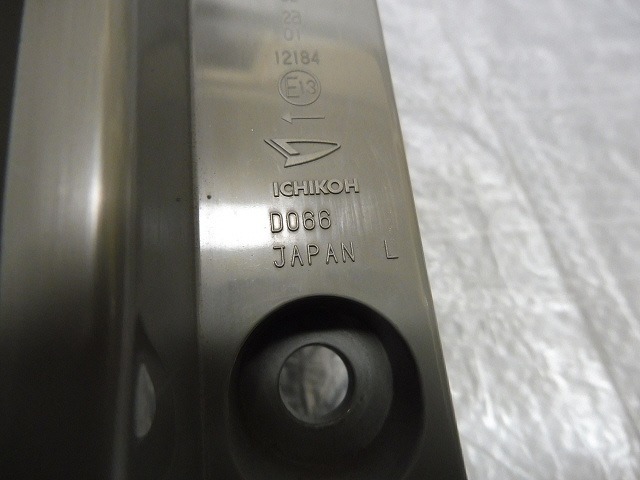 28
01
12184
E13
ICHIKOH
D066
JAPAN L